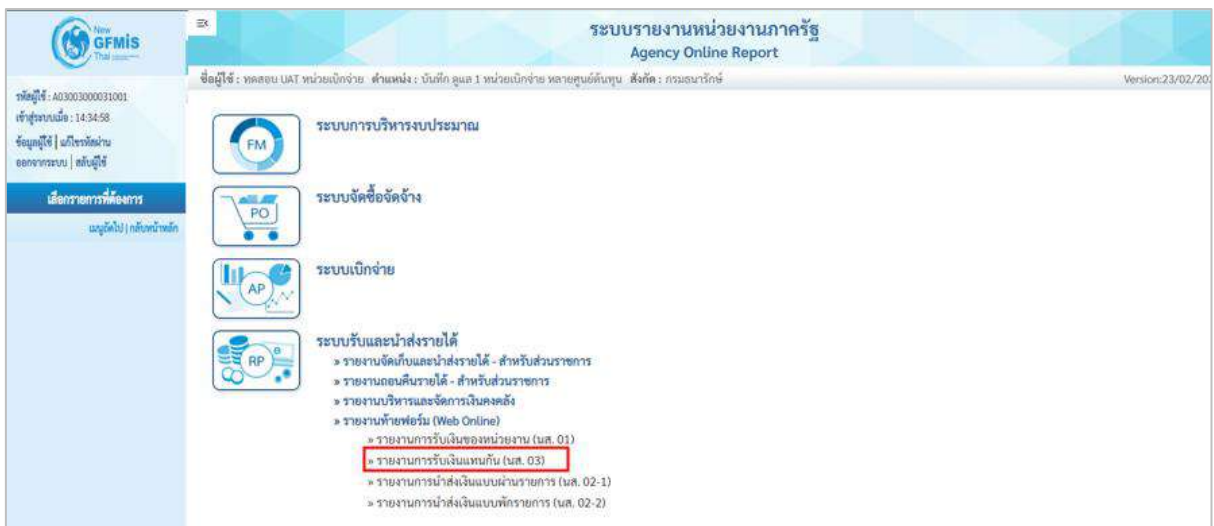 New
GFMIS
Thai
ระบบรายงานหน่วยงานภาครัฐ
Agency Online Report
ชื่อผู้ใช้ : ทดสอบ UAT หน่วยเบิกจ่าย ตำแหน่ง : บันทึก ดูแล 1 หน่วยเบิกจ่าย หลายศูนย์ต้นทุน สังกัด : กรมธนารักษ์
Version:23/02/20
รหัสผู้ใช้ : A03003000031001
เข้าสู่ระบบเมื่อ : 14:34:58
ข้อมูลผู้ใช้ | แก้ไขรหัสผ่าน
ออกจากระบบ | สลับผู้ใช้
เลือกรายการที่ต้องการ
เมนูถัดไป | กลับหน้าหลัก
FM
ระบบการบริหารงบประมาณ
PO
ระบบจัดซื้อจัดจ้าง
AP
ระบบเบิกจ่าย
RP
ระบบรับและนำส่งรายได้
» รายงานจัดเก็บและนำส่งรายได้ - สำหรับส่วนราชการ
» รายงานถอนคืนรายได้ - สำหรับส่วนราชการ
» รายงานบริหารและจัดการเงินคงคลัง
» รายงานท้ายฟอร์ม (Web Online)
» รายงานการรับเงินของหน่วยงาน (นส. 01)
» รายงานการรับเงินแทนกัน (นส. 03)
» รายงานการนำส่งเงินแบบผ่านรายการ (นส. 02-1)
» รายงานการนำส่งเงินแบบพักรายการ (นส. 02-2)